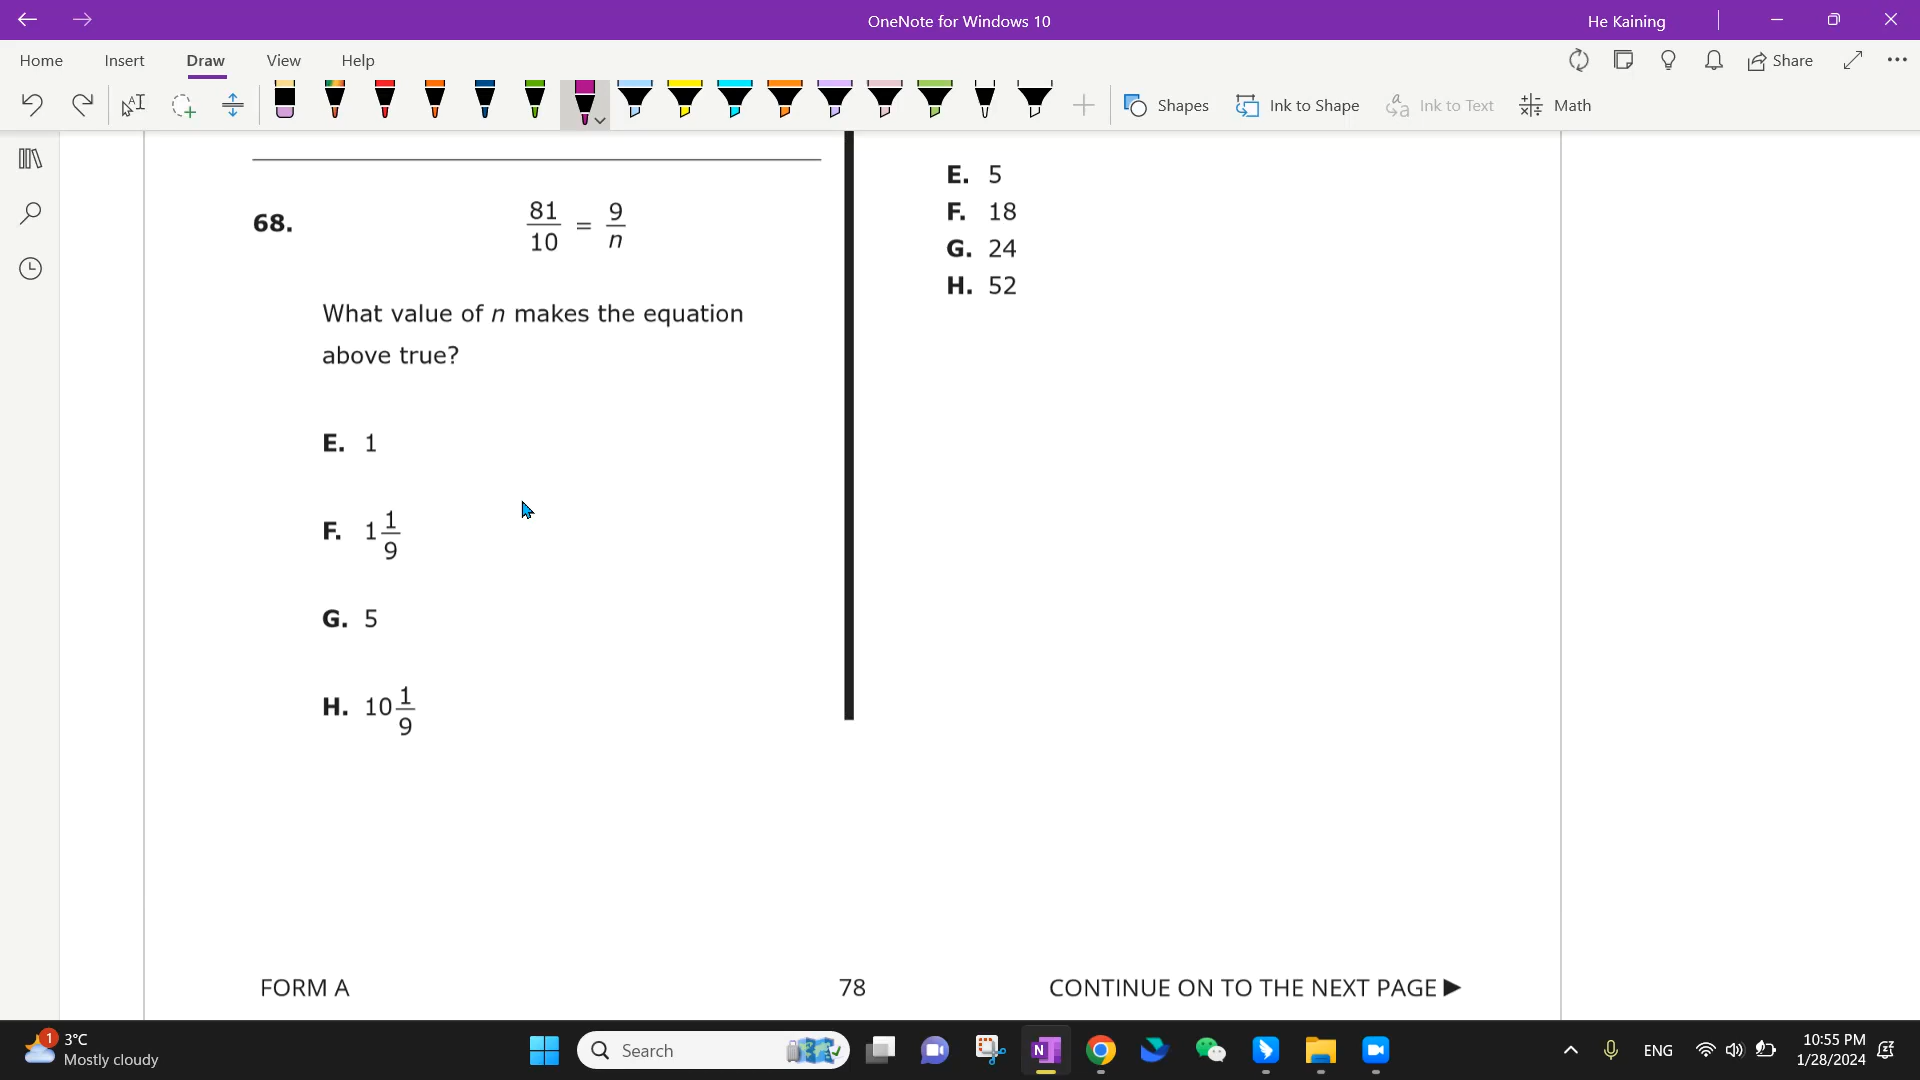 OneNote for Windows 10
He Kaining
Home
Insert
Draw
View
Help
Share
Shapes
Ink to Shape
Ink to Text
Math
68.
81/10 = 9/n
What value of n makes the equation
above true?
E. 1
F. 1 1/9
G. 5
H. 10 1/9
E. 5
F. 18
G. 24
H. 52
FORM A
78
CONTINUE ON TO THE NEXT PAGE ▶
1
3°C
Mostly cloudy
Search
ENG
10:55 PM
1/28/2024